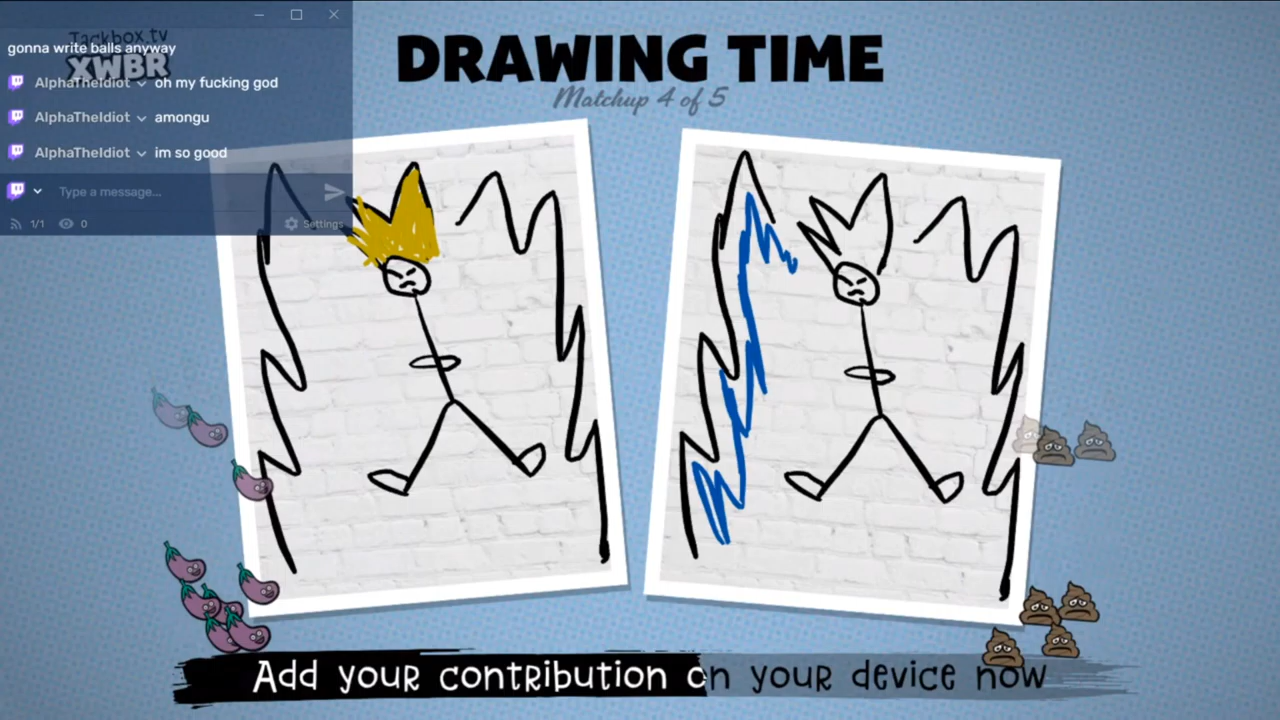 Jackbox.tv
XWBR
gonna write balls anyway
AlphaTheIdiot oh my fucking god
AlphaTheIdiot amongu
AlphaTheIdiot im so good
Type a message...
1/1 0 Settings
DRAWING TIME
Matchup 4 of 5
Add your contribution on your device now